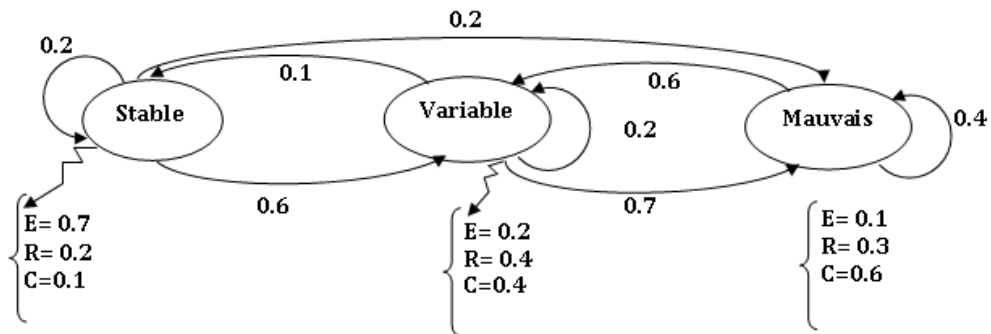 0.2
0.2
0.1
0.6
Stable
Variable
Mauvais
0.2
0.4
0.6
0.7
E= 0.7
R= 0.2
C=0.1
E= 0.2
R= 0.4
C=0.4
E= 0.1
R= 0.3
C=0.6